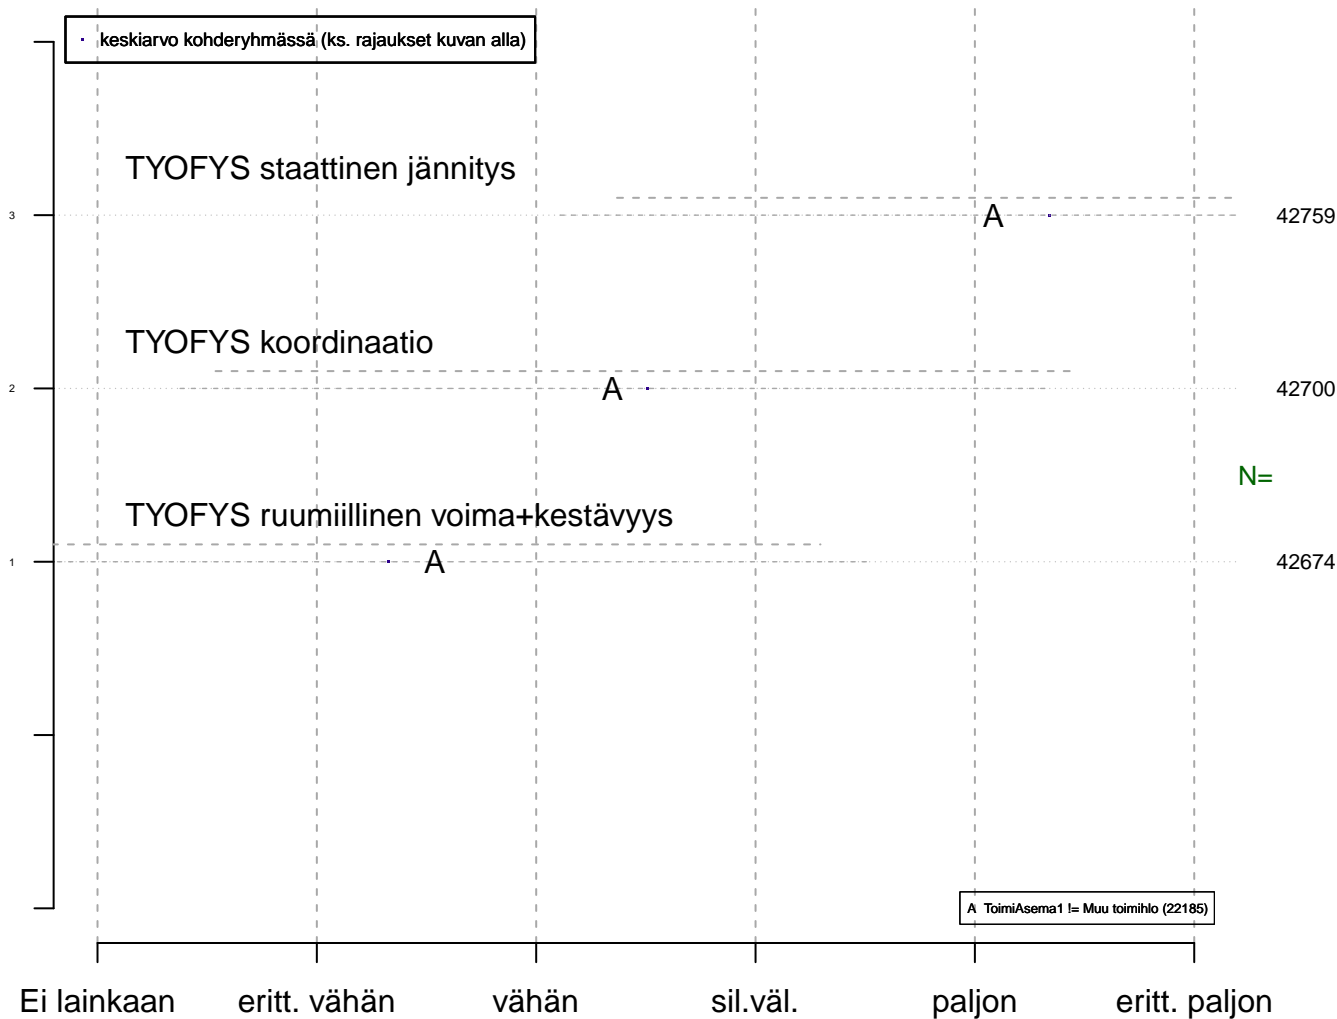 keskiarvo kohderyhmässä (ks. rajaukset kuvan alla)
TYOFYS staattinen jännitys
3
A
42759
TYOFYS koordinaatio
2
A
42700
N=
TYOFYS ruumiillinen voima+kestävyys
1
A
42674
A ToimiAsema1 != Muu toimihlo (22185)
Ei lainkaan eritt. vähän vähän sil.väl. paljon eritt. paljon